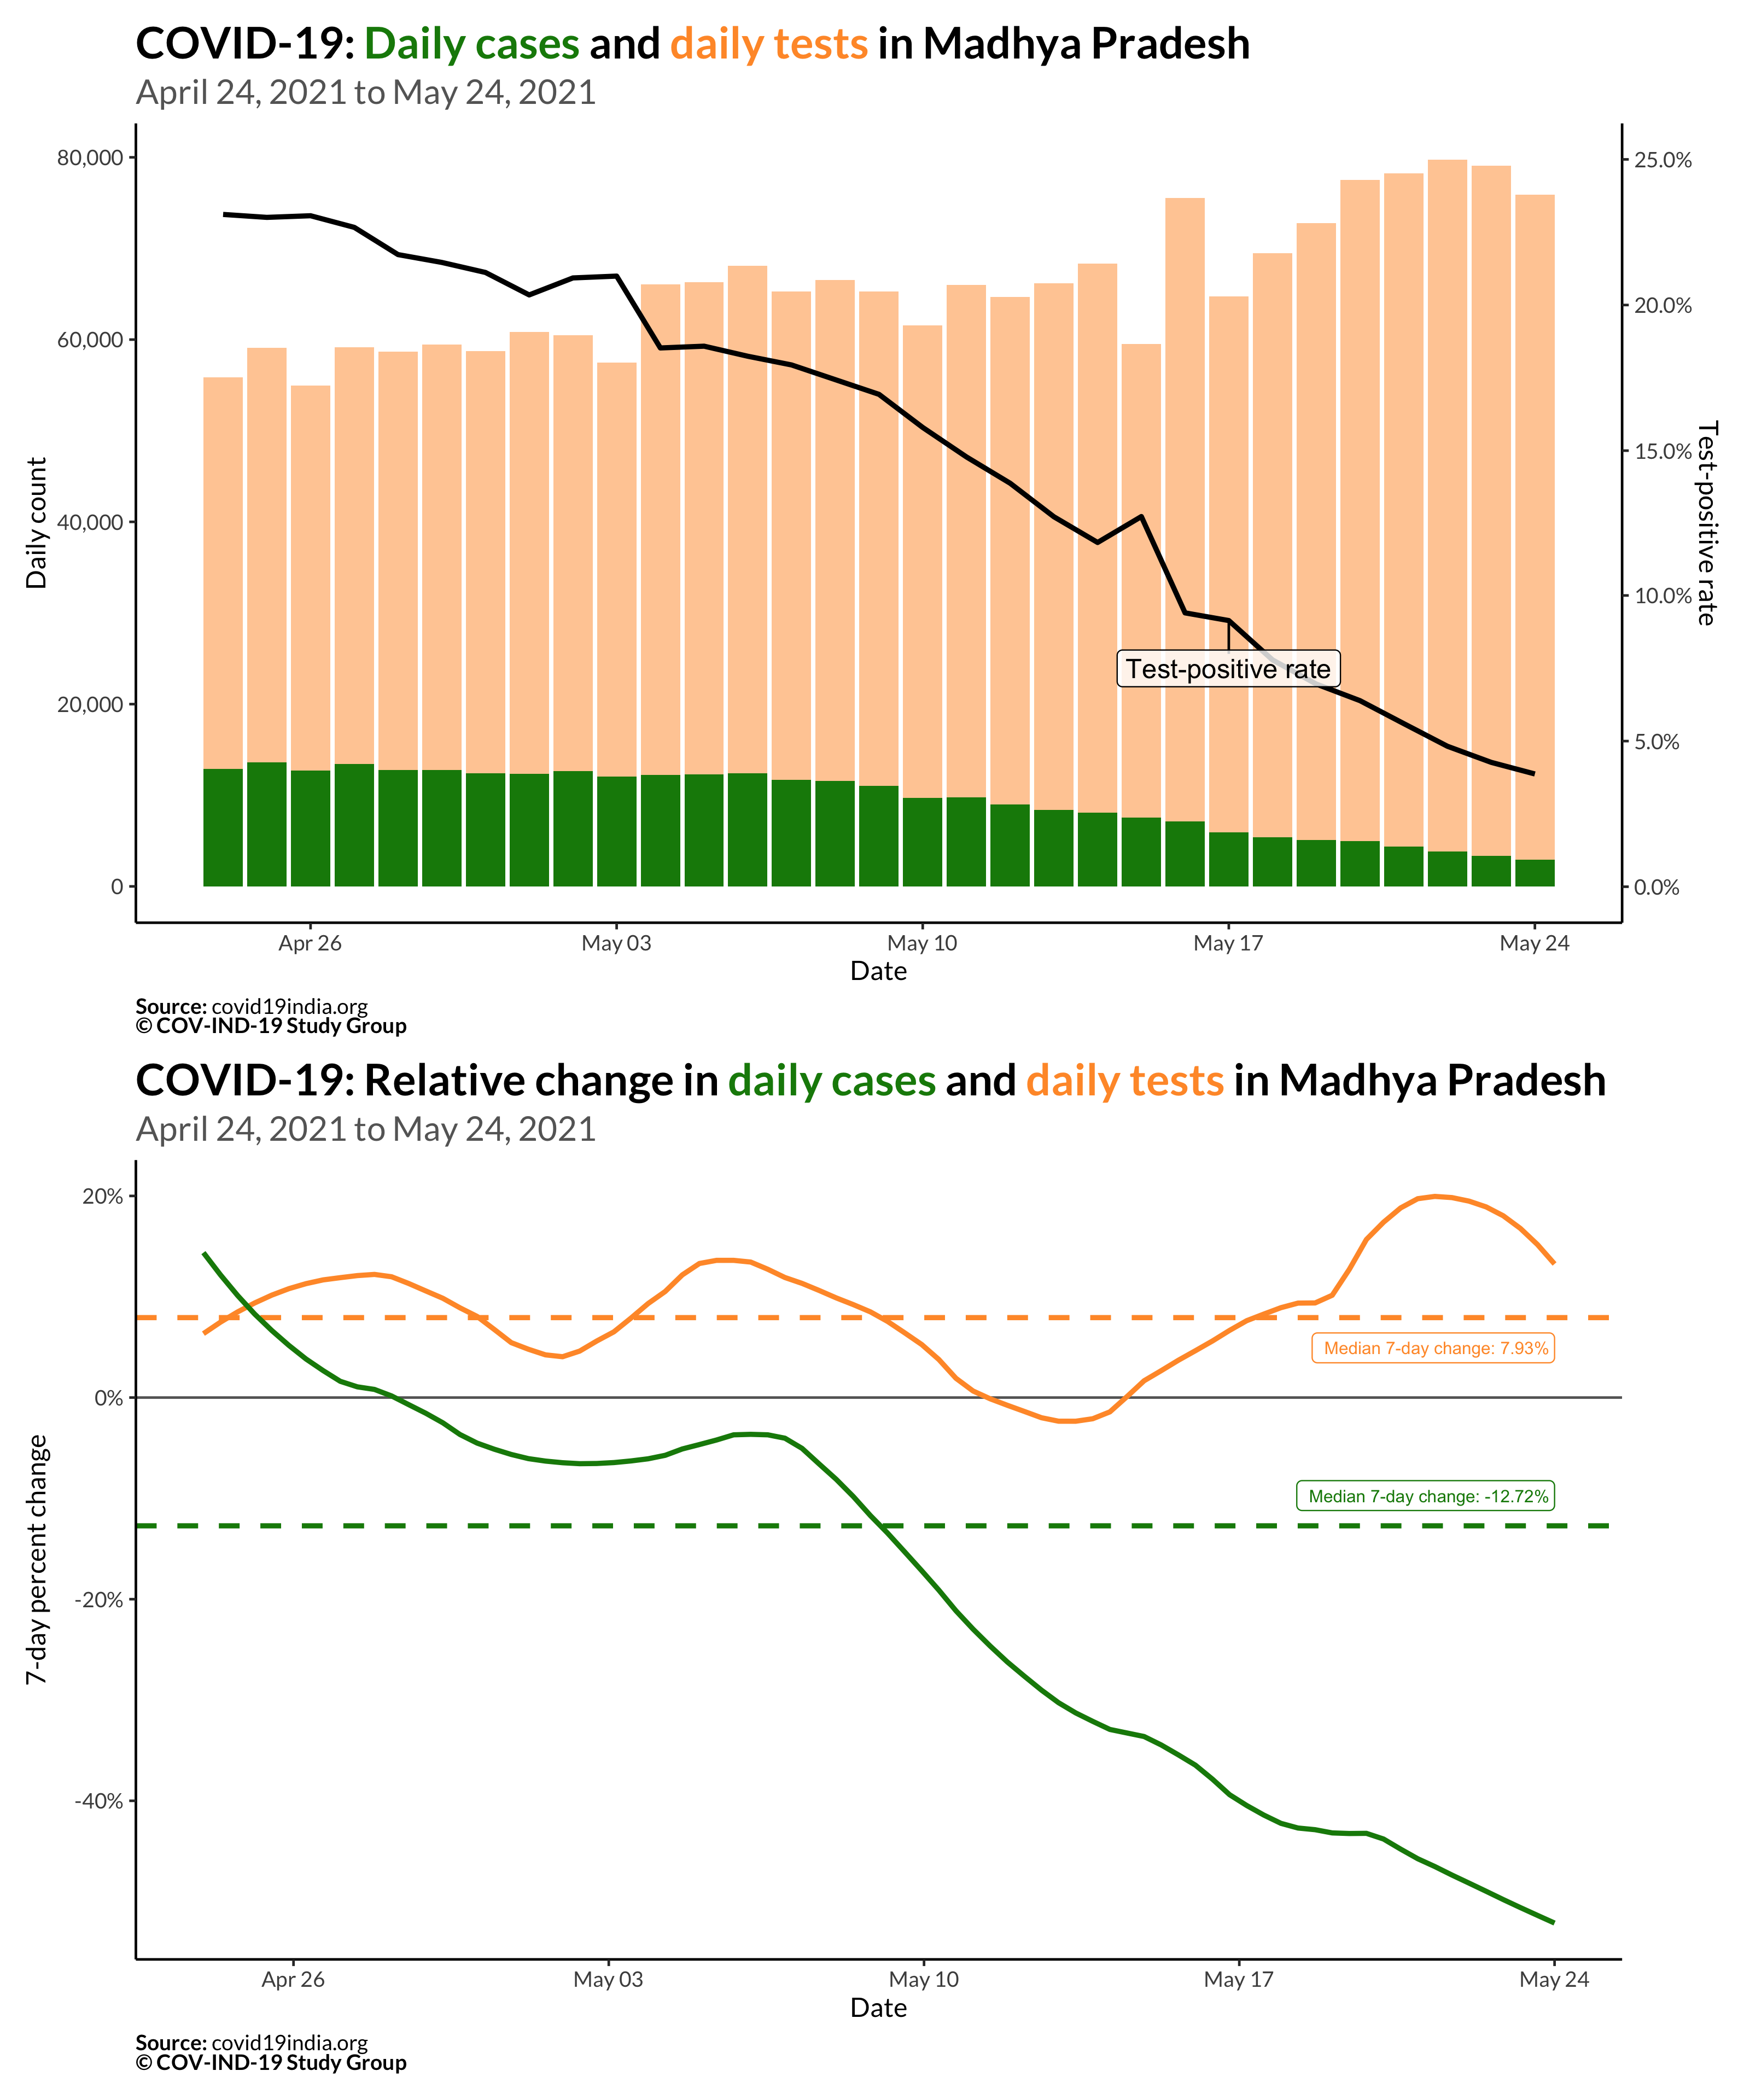 COVID-19: Daily cases and daily tests in Madhya Pradesh
April 24, 2021 to May 24, 2021
80,000
60,000
40,000
20,000
0
Daily count
25.0%
20.0%
15.0%
10.0%
5.0%
0.0%
Test-positive rate
Test-positive rate
Apr 26
May 03
May 10
May 17
May 24
Date
Source: covid19india.org
© COV-IND-19 Study Group
COVID-19: Relative change in daily cases and daily tests in Madhya Pradesh
April 24, 2021 to May 24, 2021
20%
0%
-20%
-40%
7-day percent change
Median 7-day change: 7.93%
Median 7-day change: -12.72%
Apr 26
May 03
May 10
May 17
May 24
Date
Source: covid19india.org
© COV-IND-19 Study Group